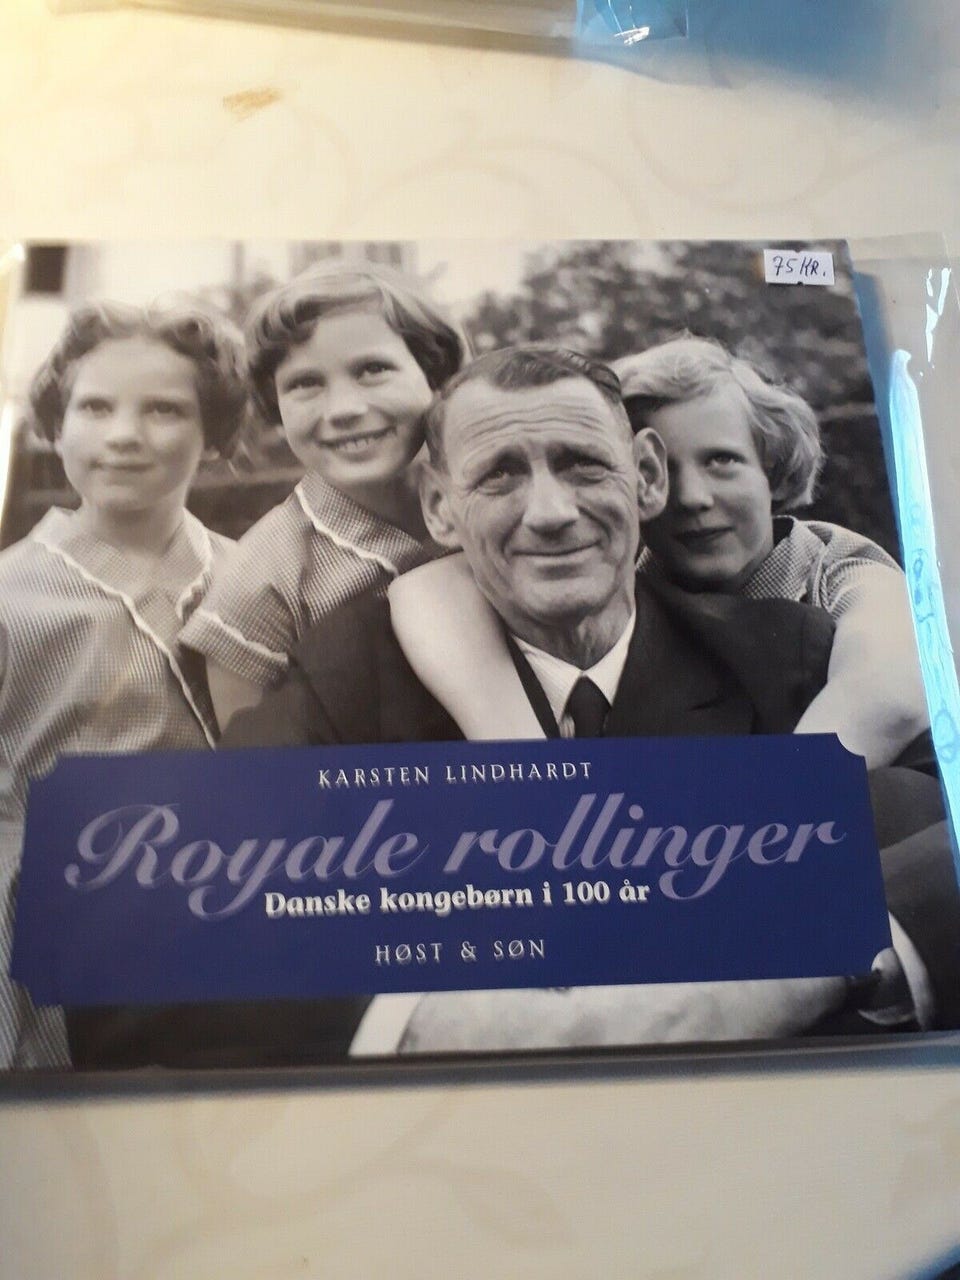 75 KR.
KARSTEN LINDHARDT
Royale rollinger
Danske kongebørn i 100 år
HØST & SØN